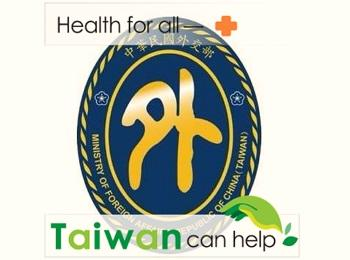 Health for all
中華民國外交部
外
MINISTRY OF FOREIGN AFFAIRS REPUBLIC OF CHINA (TAIWAN)
Taiwan can help